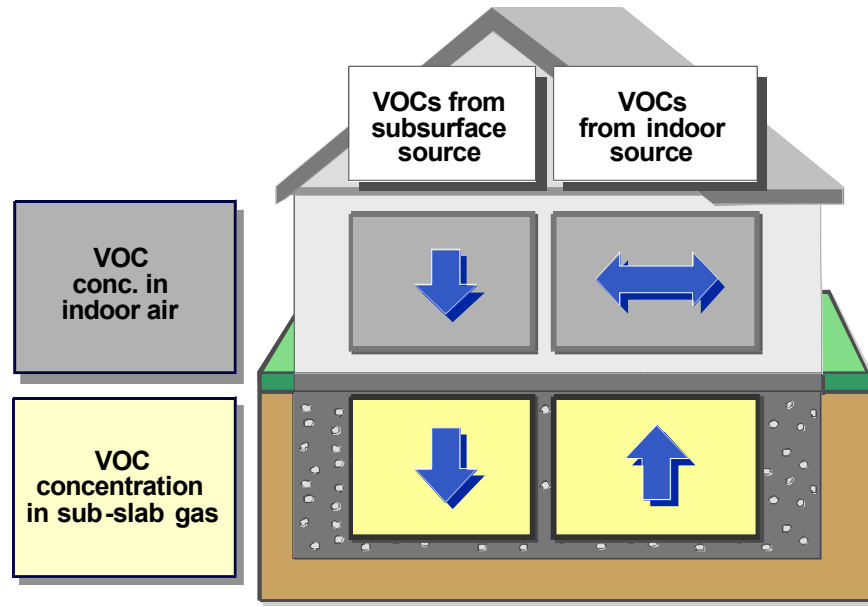 VOCs from
subsurface
source
VOCs
from indoor
source
VOC
conc. in
indoor air
VOC
concentration
in sub-slab gas